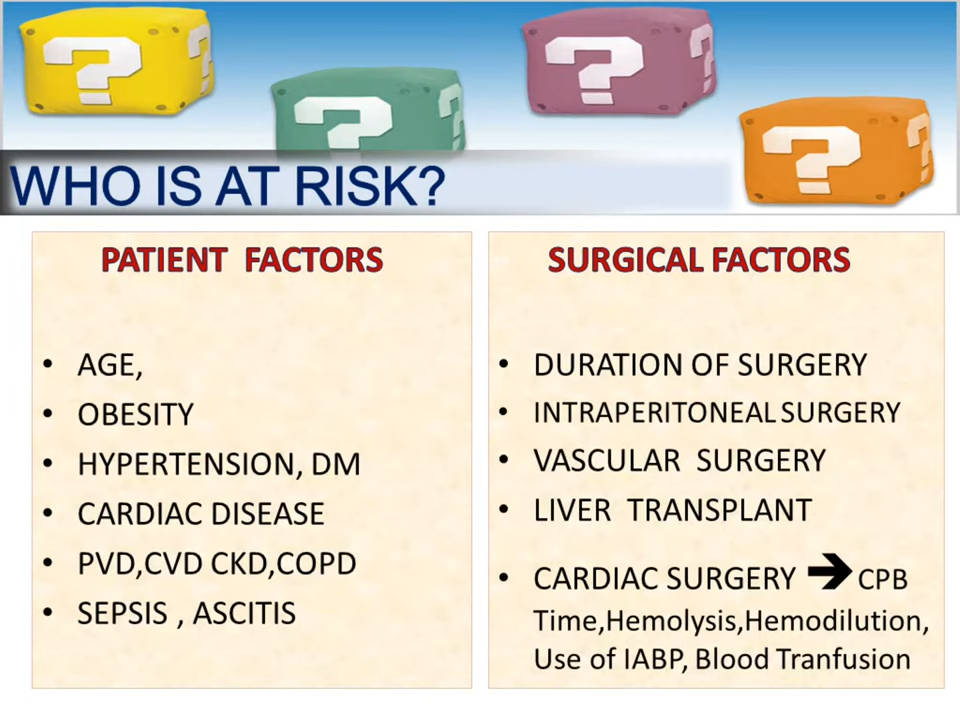 ? ? ? ?
WHO IS AT RISK?
PATIENT FACTORS
• AGE,
• OBESITY
• HYPERTENSION, DM
• CARDIAC DISEASE
• PVD,CVD CKD,COPD
• SEPSIS , ASCITIS
SURGICAL FACTORS
• DURATION OF SURGERY
• INTRAPERITONEAL SURGERY
• VASCULAR SURGERY
• LIVER TRANSPLANT
• CARDIAC SURGERY ➔ CPB
Time,Hemolysis,Hemodilution,
Use of IABP, Blood Tranfusion